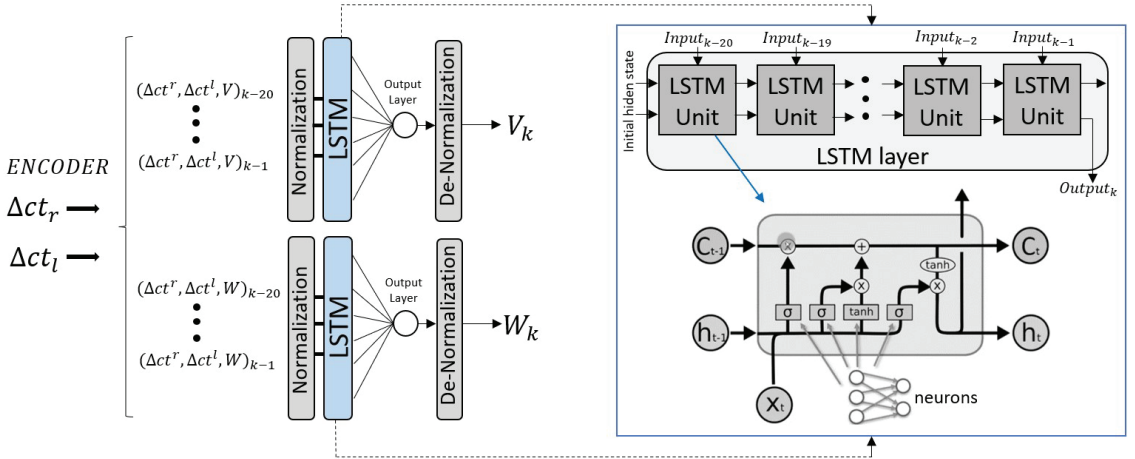 ENCODER
Δct_r
Δct_l
(Δct^r, Δct^l, V)_{k−20}
(Δct^r, Δct^l, V)_{k−1}
Normalization
LSTM
Output
Layer
De-Normalization
V_k
(Δct^r, Δct^l, W)_{k−20}
(Δct^r, Δct^l, W)_{k−1}
Normalization
LSTM
Output
Layer
De-Normalization
W_k
Input_{k−20}
Input_{k−19}
Input_{k−2}
Input_{k−1}
Initial hiden state
LSTM
Unit
LSTM
Unit
LSTM
Unit
LSTM
Unit
LSTM layer
Output_k
C_{t-1}
x
+
C_t
tanh
x
x
σ
σ
tanh
σ
h_{t-1}
h_t
X_t
neurons